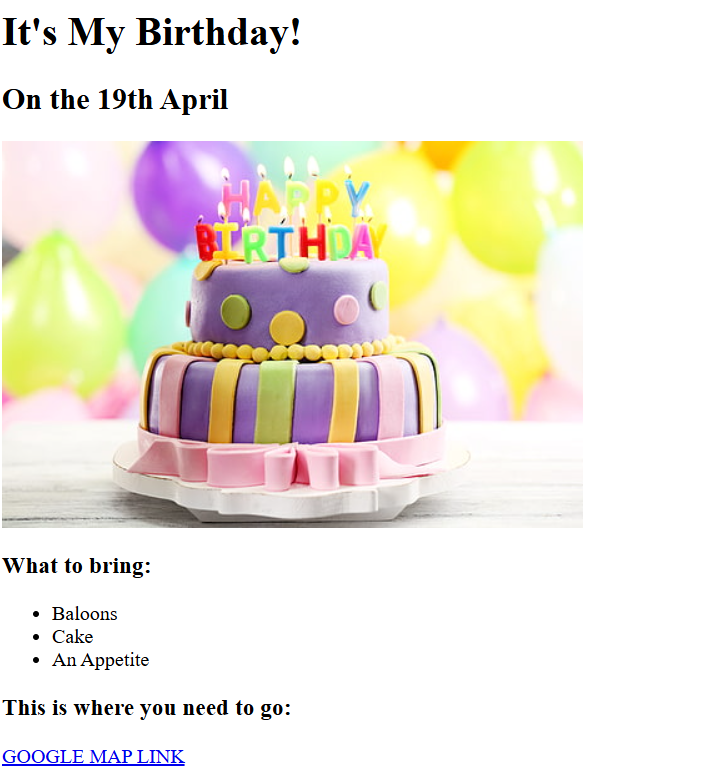 It's My Birthday!
On the 19th April
HAPPY
BIRTHDAY
What to bring:
Baloons
Cake
An Appetite
This is where you need to go:
GOOGLE MAP LINK